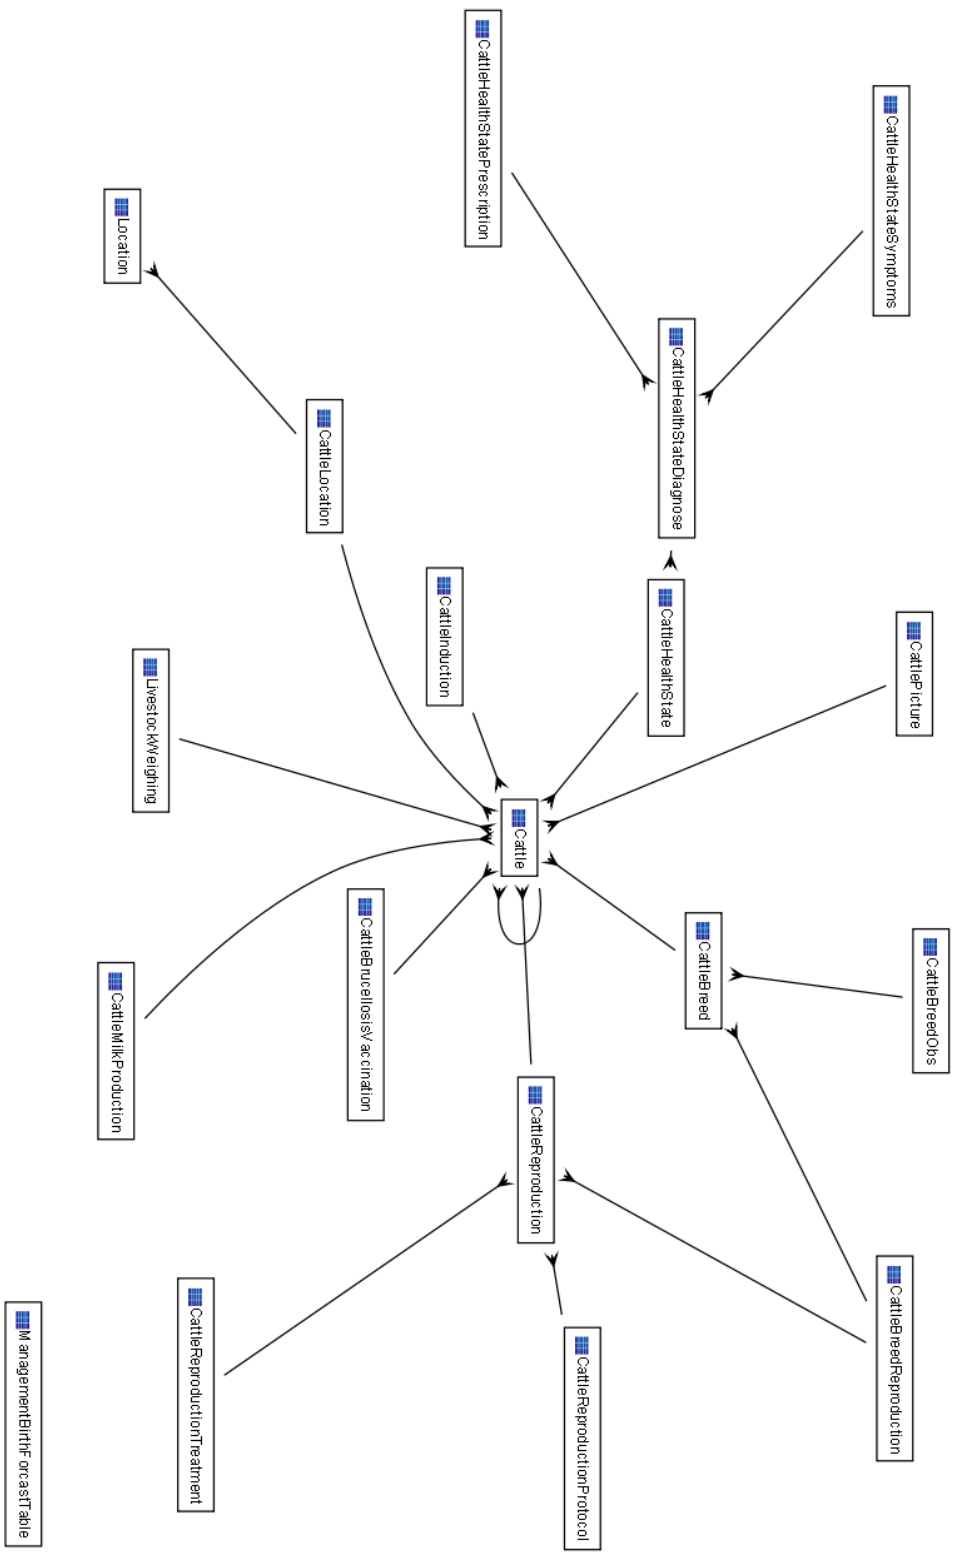 CattleHealthStatePrescription
CattleHealthStateSymptoms
Location
CattleHealthStateDiagnose
CattleLocation
CattleInduction
CattleHealthState
CattlePicture
LivestockWeighing
Cattle
CattleBrucellosisVaccination
CattleBreed
CattleBreedObs
CattleMilkProduction
CattleReproduction
CattleBreedReproduction
CattleReproductionTreatment
CattleReproductionProtocol
ManagementBirthForcastTable